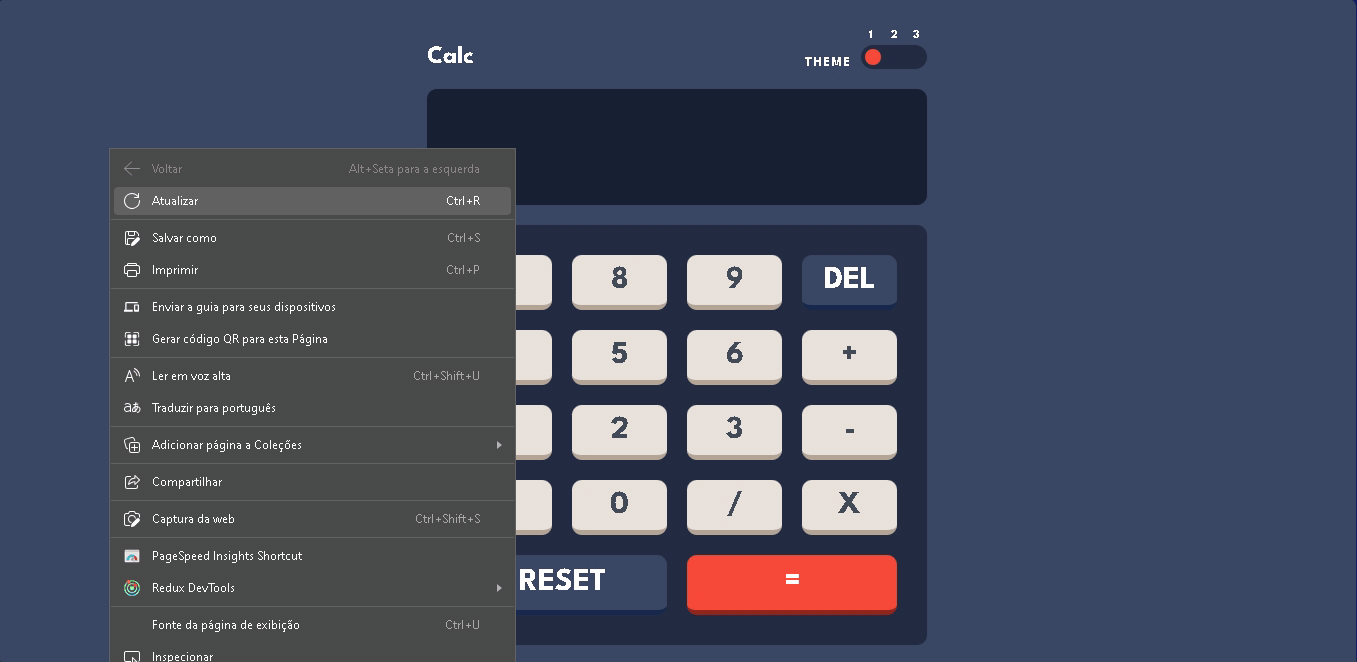 1 2 3
Calc
THEME
Voltar Alt+Seta para a esquerda
Atualizar Ctrl+R
Salvar como Ctrl+S
Imprimir Ctrl+P
Enviar a guia para seus dispositivos
Gerar código QR para esta Página
Ler em voz alta Ctrl+Shift+U
Traduzir para português
Adicionar página a Coleções
Compartilhar
Captura da web Ctrl+Shift+S
PageSpeed Insights Shortcut
Redux DevTools
Fonte da página de exibição Ctrl+U
Inspecionar
8 9 DEL
5 6 +
2 3 -
0 / X
RESET =